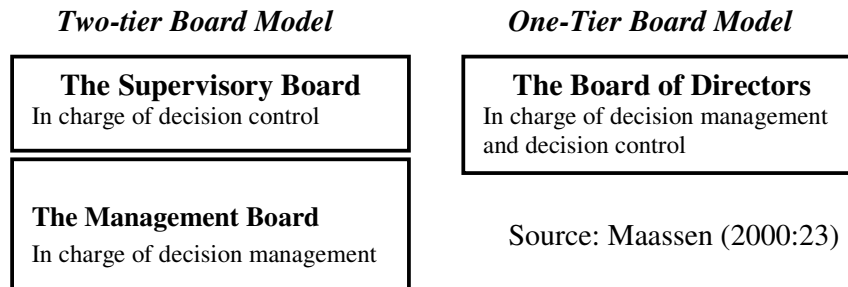 Two-tier Board Model
The Supervisory Board
In charge of decision control
The Management Board
In charge of decision management
One-Tier Board Model
The Board of Directors
In charge of decision management
and decision control
Source: Maassen (2000:23)